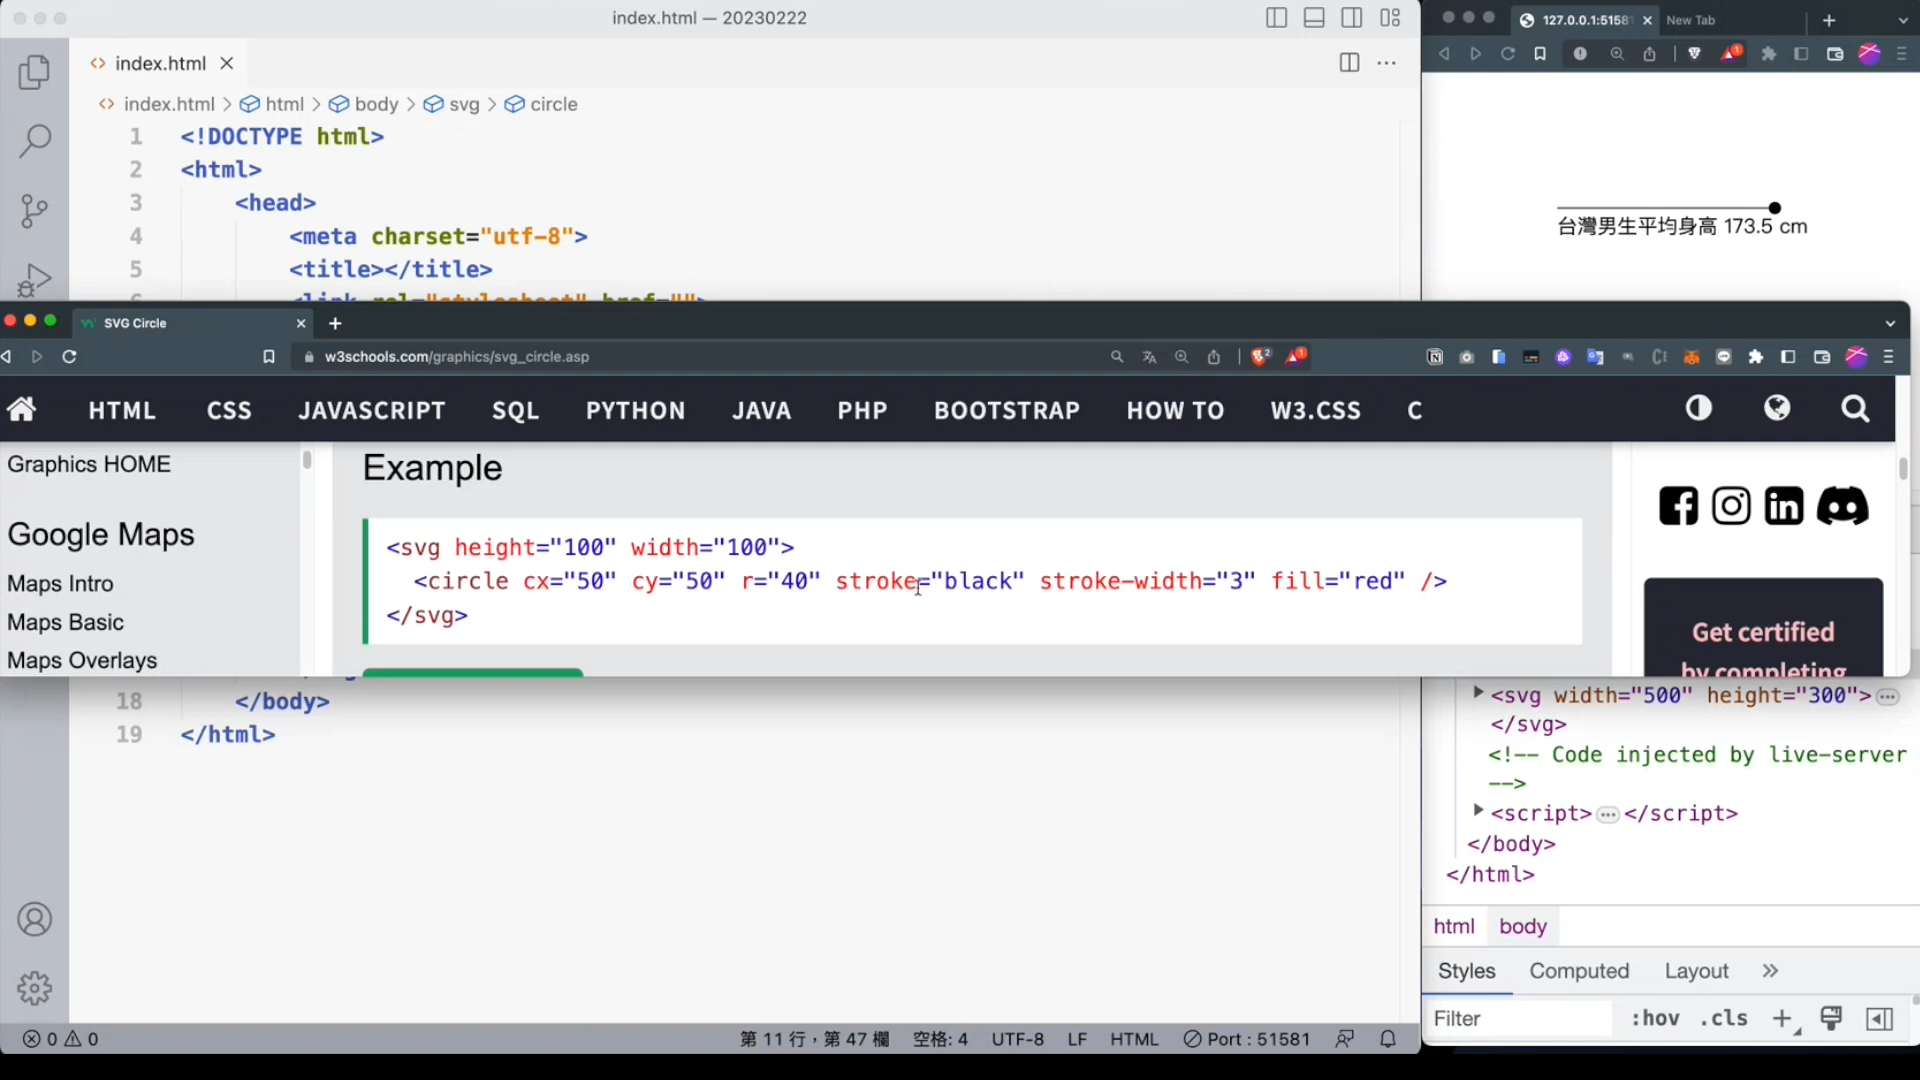 index.html — 20230222
index.html
index.html > html > body > svg > circle
1 <!DOCTYPE html>
2 <html>
3 <head>
4 <meta charset="utf-8">
5 <title></title>
<link rel="stylesheet" href="">
127.0.0.1:5158
New Tab
台灣男生平均身高 173.5 cm
SVG Circle
w3schools.com/graphics/svg_circle.asp
HTML CSS JAVASCRIPT SQL PYTHON JAVA PHP BOOTSTRAP HOW TO W3.CSS C
Graphics HOME
Google Maps
Maps Intro
Maps Basic
Maps Overlays
Example
<svg height="100" width="100">
<circle cx="50" cy="50" r="40" stroke="black" stroke-width="3" fill="red" />
</svg>
Get certified
by completing
18 </body>
19 </html>
<svg width="500" height="300">
</svg>
<!-- Code injected by live-server
-->
<script>…</script>
</body>
</html>
html body
Styles Computed Layout
Filter :hov .cls
0 0
第 11 行，第 47 欄 空格: 4 UTF-8 LF HTML Port : 51581